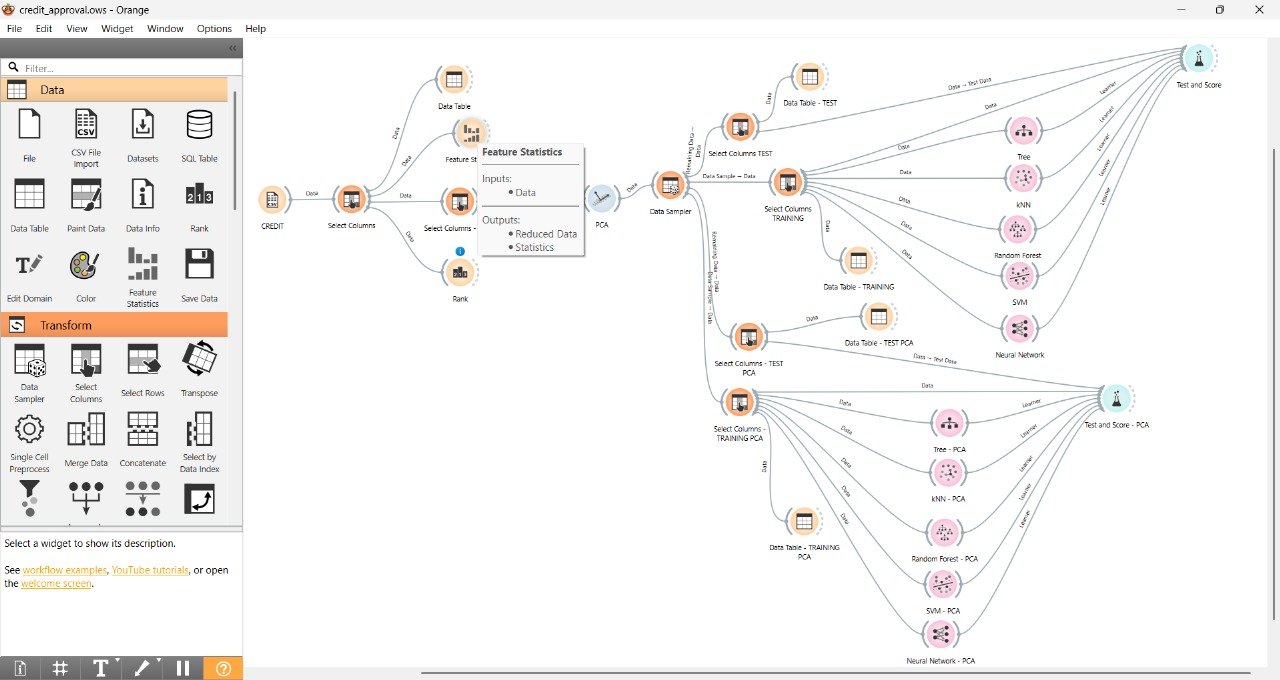 credit_approval.ows - Orange
File Edit View Widget Window Options Help
Filter...
Data
File
CSV File
Import
Datasets
SQL Table
Data Table
Paint Data
Data Info
Rank
Edit Domain
Color
Feature
Statistics
Save Data
Transform
Data
Sampler
Select
Columns
Select Rows
Transpose
Single Cell
Preprocess
Merge Data
Concatenate
Select by
Data Index
Select a widget to show its description.
See workflow examples, YouTube tutorials, or open
the welcome screen.
CREDIT
Data
Select Columns
Data
Data Table
Data
Feature St
Data
Select Columns -
Data
Rank
Feature Statistics
Inputs:
• Data
Outputs:
• Reduced Data
• Statistics
PCA
Data
Data Sampler
Remaining Data → Data
Select Columns TEST
Data
Data Table - TEST
Data → Test Data
Data Sample → Data
Select Columns
TRAINING
Data
Data Table - TRAINING
Data
Data
Tree
Learner
Data
kNN
Learner
Data
Random Forest
Learner
Data
SVM
Learner
Data
Neural Network
Learner
Test and Score
Remaining Data → Data
Data Sample → Data
Select Columns - TEST
PCA
Data
Data Table - TEST PCA
Data → Test Data
Select Columns -
TRAINING PCA
Data
Data Table - TRAINING
PCA
Data
Data
Tree - PCA
Learner
Data
kNN - PCA
Learner
Data
Random Forest - PCA
Learner
Data
SVM - PCA
Learner
Data
Neural Network - PCA
Learner
Test and Score - PCA